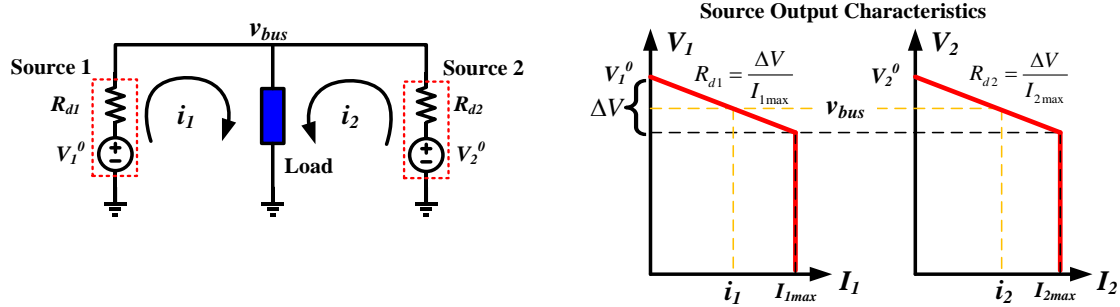 v_bus
Source 1
Source 2
R_d1
i_1
i_2
R_d2
V_1^0
+
−
Load
V_2^0
+
−
Source Output Characteristics
V_1
V_1^0
R_d1 = ΔV / I_1max
ΔV
v_bus
i_1
I_1max
I_1
V_2
V_2^0
R_d2 = ΔV / I_2max
i_2
I_2max
I_2